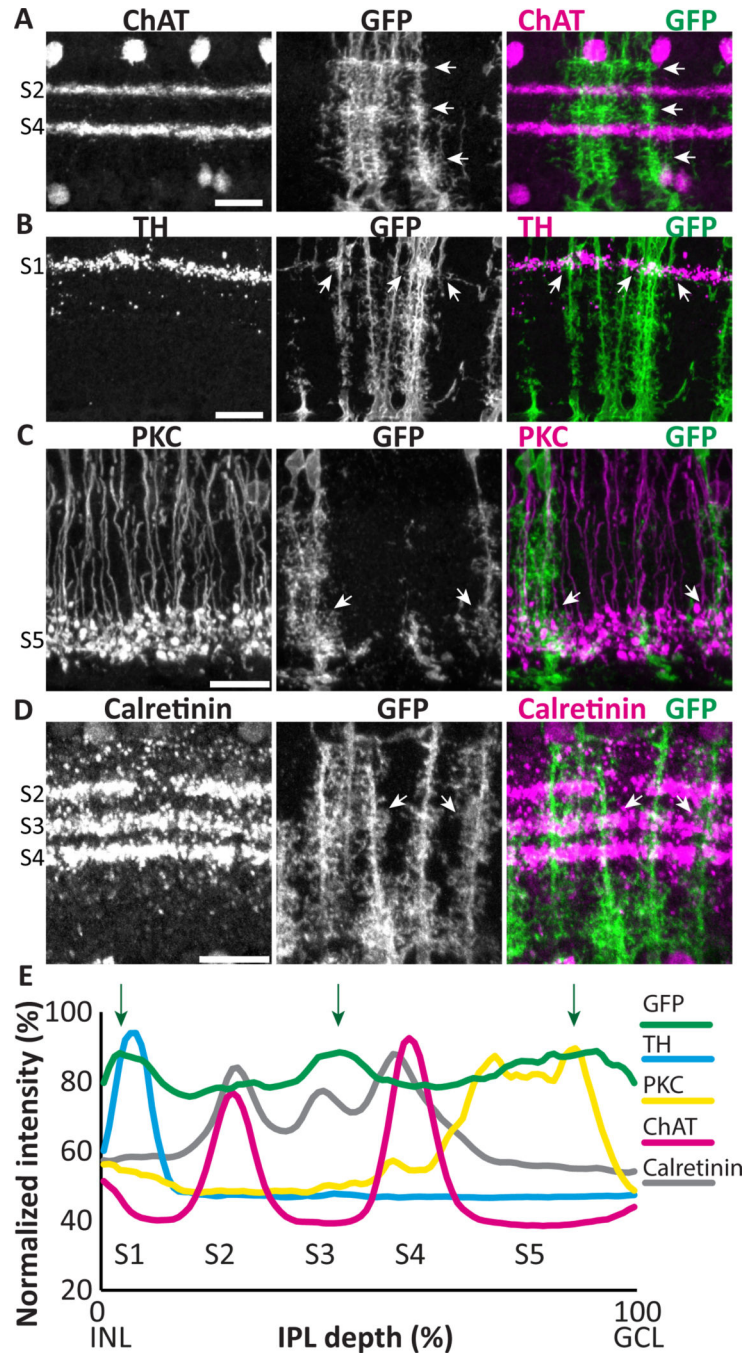 A ChAT GFP ChAT GFP
S2
S4
B TH GFP TH GFP
S1
C PKC GFP PKC GFP
S5
D Calretinin GFP Calretinin GFP
S2
S3
S4
E
Normalized intensity (%)
100
80
60
40
20
GFP
TH
PKC
ChAT
Calretinin
S1 S2 S3 S4 S5
0 100
INL IPL depth (%) GCL